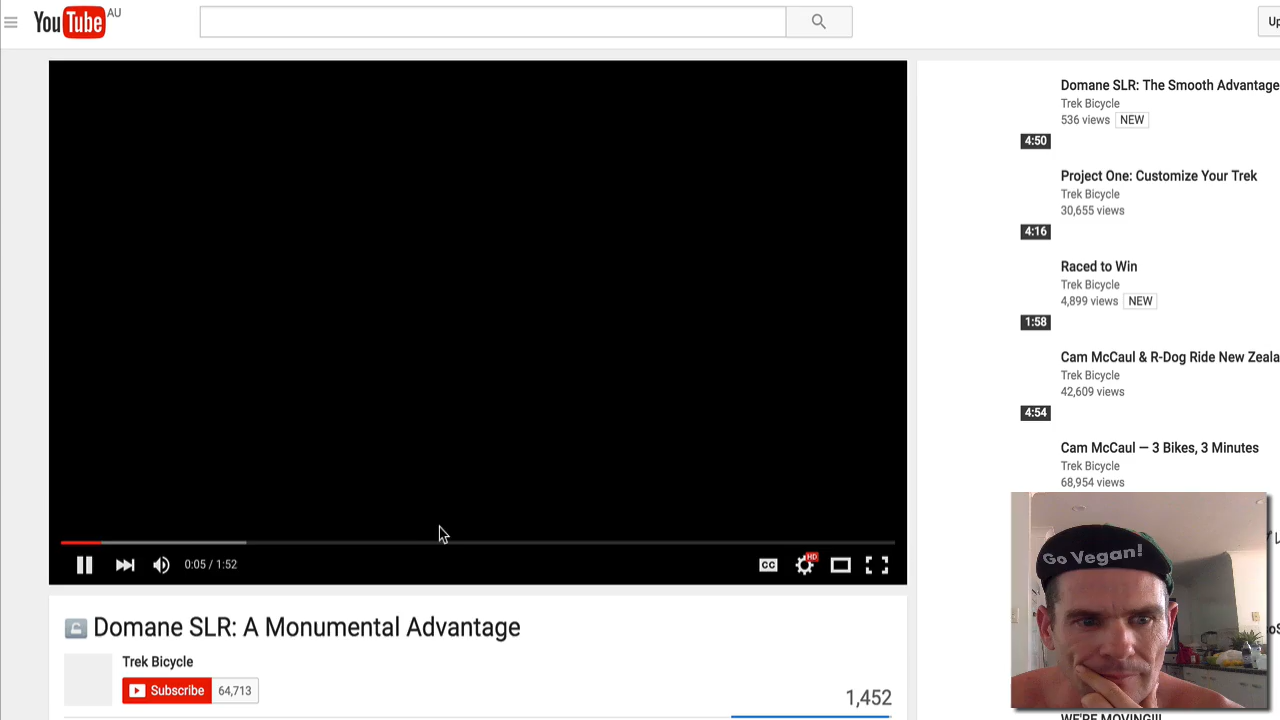 YouTube AU
Up
Domane SLR: The Smooth Advantage
Trek Bicycle
536 views NEW
4:50
Project One: Customize Your Trek
Trek Bicycle
30,655 views
4:16
Raced to Win
Trek Bicycle
4,899 views NEW
1:58
Cam McCaul & R-Dog Ride New Zeala
Trek Bicycle
42,609 views
4:54
Cam McCaul – 3 Bikes, 3 Minutes
Trek Bicycle
68,954 views
0:05 / 1:52
CC
HD
Go Vegan!
Domane SLR: A Monumental Advantage
Trek Bicycle
Subscribe 64,713
1,452
WE'RE MOVING!!!